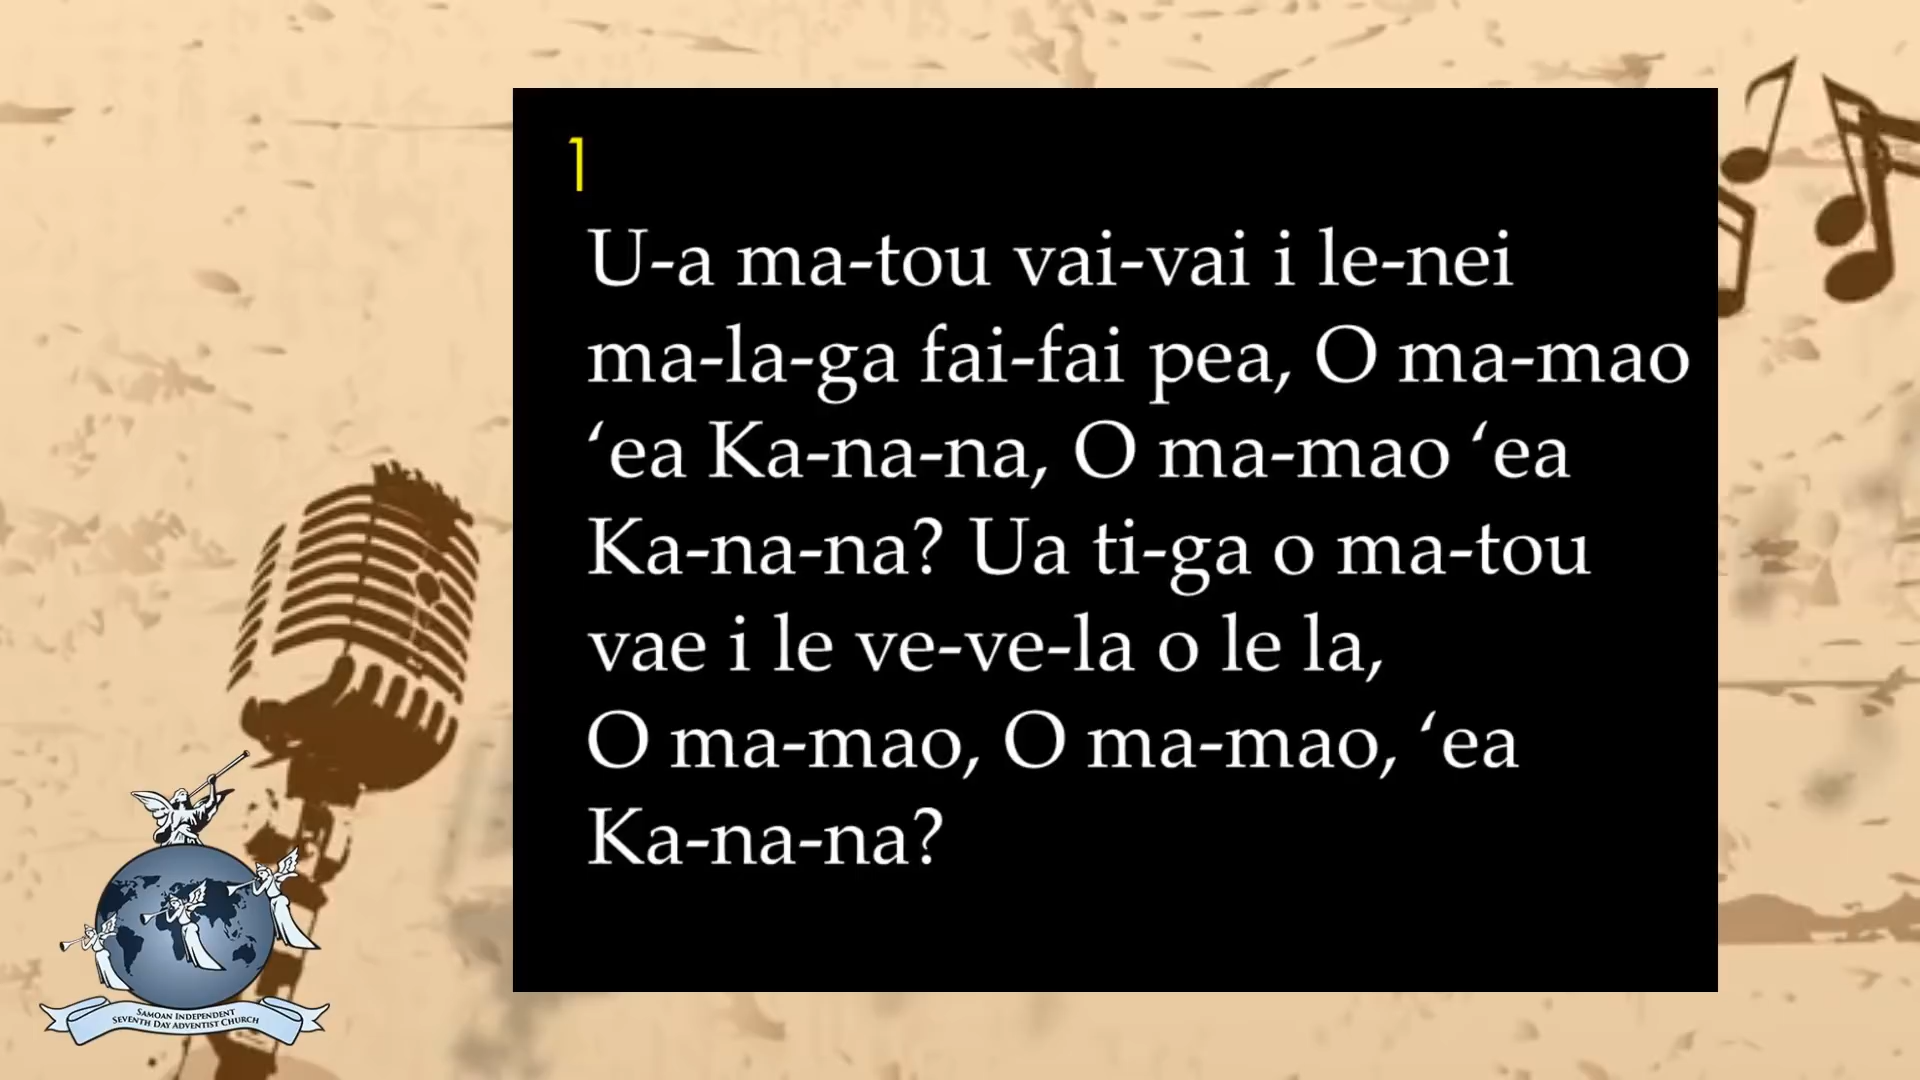 1
U-a ma-tou vai-vai i le-nei
ma-la-ga fai-fai pea, O ma-mao
‘ea Ka-na-na, O ma-mao ‘ea
Ka-na-na? Ua ti-ga o ma-tou
vae i le ve-ve-la o le la,
O ma-mao, O ma-mao, ‘ea
Ka-na-na?
SAMOAN INDEPENDENT
SEVENTH DAY ADVENTIST CHURCH